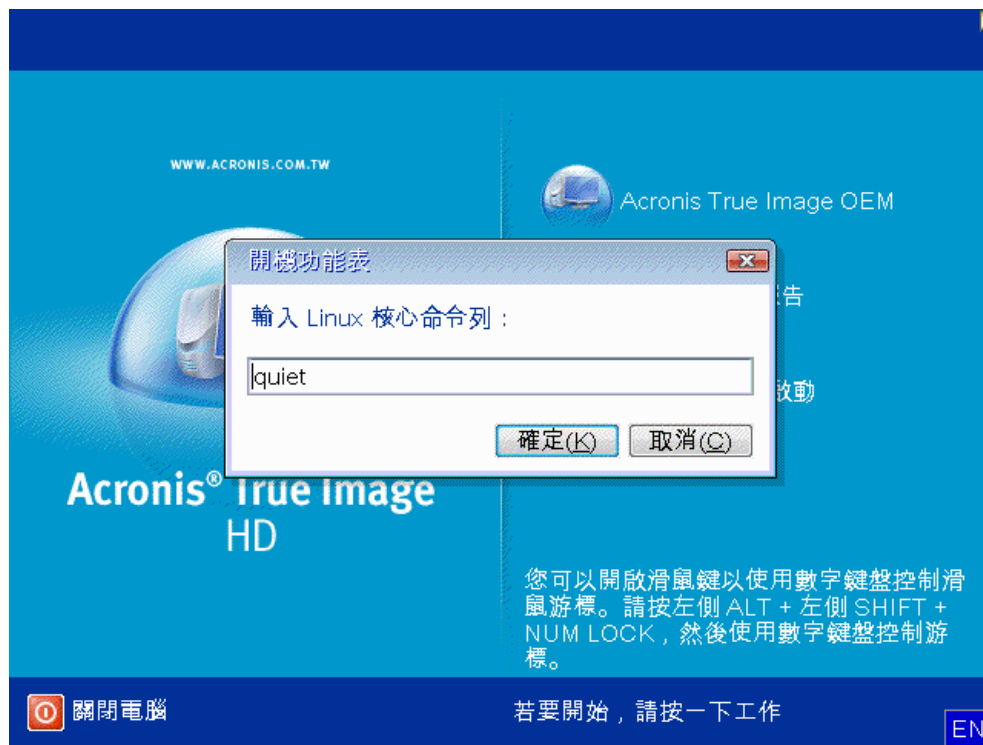 WWW.ACRONIS.COM.TW
Acronis True Image OEM
開機功能表
告
輸入 Linux 核心命令列：
quiet
啟動
確定(K)
取消(C)
Acronis® True Image
HD
您可以開啟滑鼠鍵以使用數字鍵盤控制滑
鼠游標。請按左側 ALT + 左側 SHIFT +
NUM LOCK，然後使用數字鍵盤控制游
標。
關閉電腦
若要開始，請按一下工作
EN